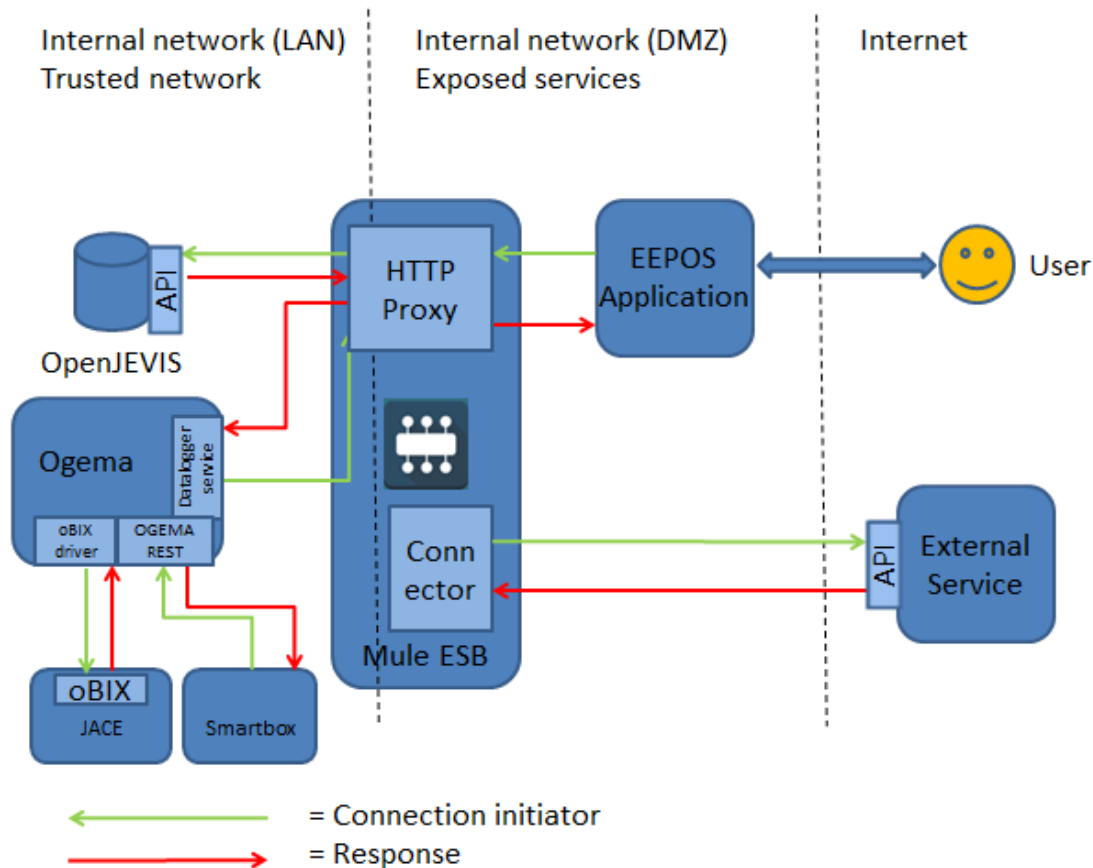 Internal network (LAN)
Trusted network
Internal network (DMZ)
Exposed services
Internet
API
OpenJEVIS
HTTP
Proxy
EEPOS
Application
User
Ogema
Datalogger
service
oBIX
driver
OGEMA
REST
Conn
ector
Mule ESB
API
External
Service
oBIX
JACE
Smartbox
= Connection initiator
= Response